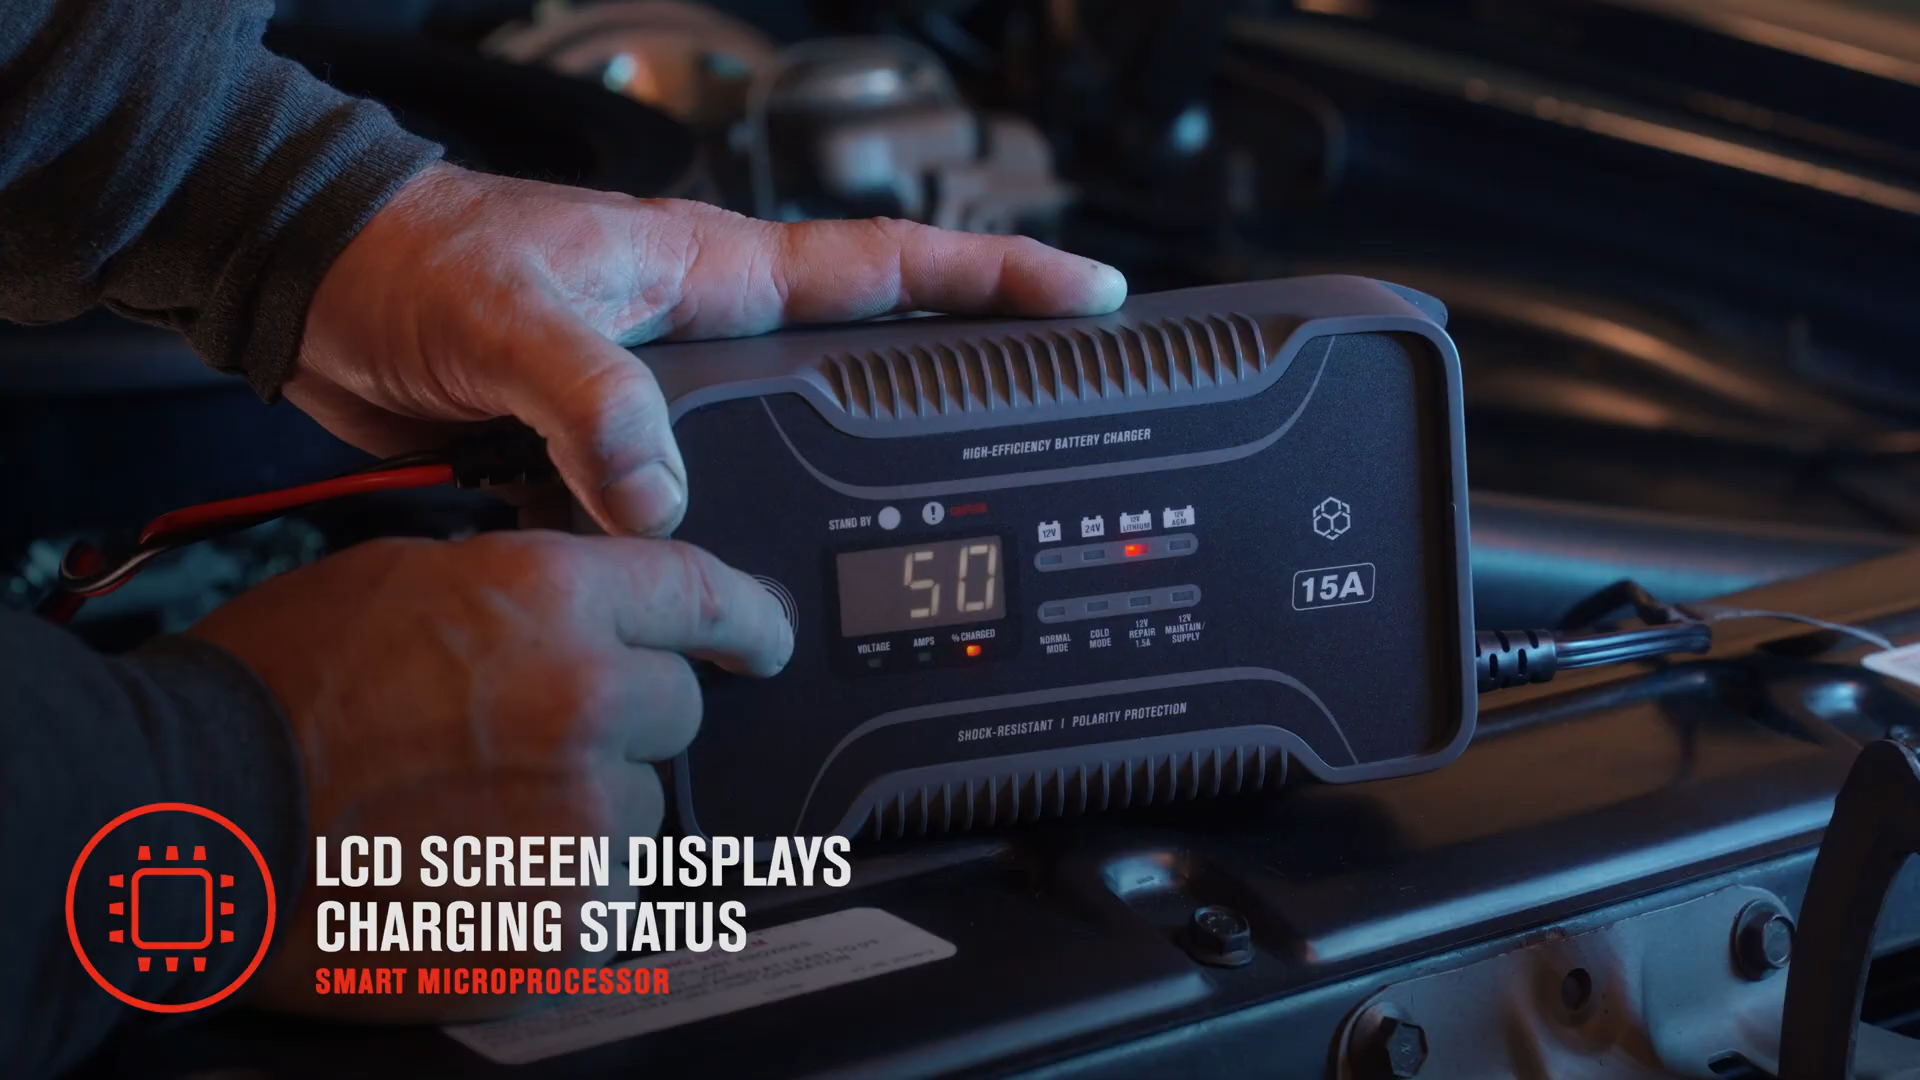 HIGH-EFFICIENCY BATTERY CHARGER
STAND BY
!
CAUTION
50
VOLTAGE
AMPS
% CHARGED
12V
24V
12V
LITHIUM
12V
AGM
NORMAL
MODE
COLD
MODE
12V
REPAIR
1.5A
12V
MAINTAIN/
SUPPLY
15A
SHOCK-RESISTANT | POLARITY PROTECTION
LCD SCREEN DISPLAYS
CHARGING STATUS
SMART MICROPROCESSOR